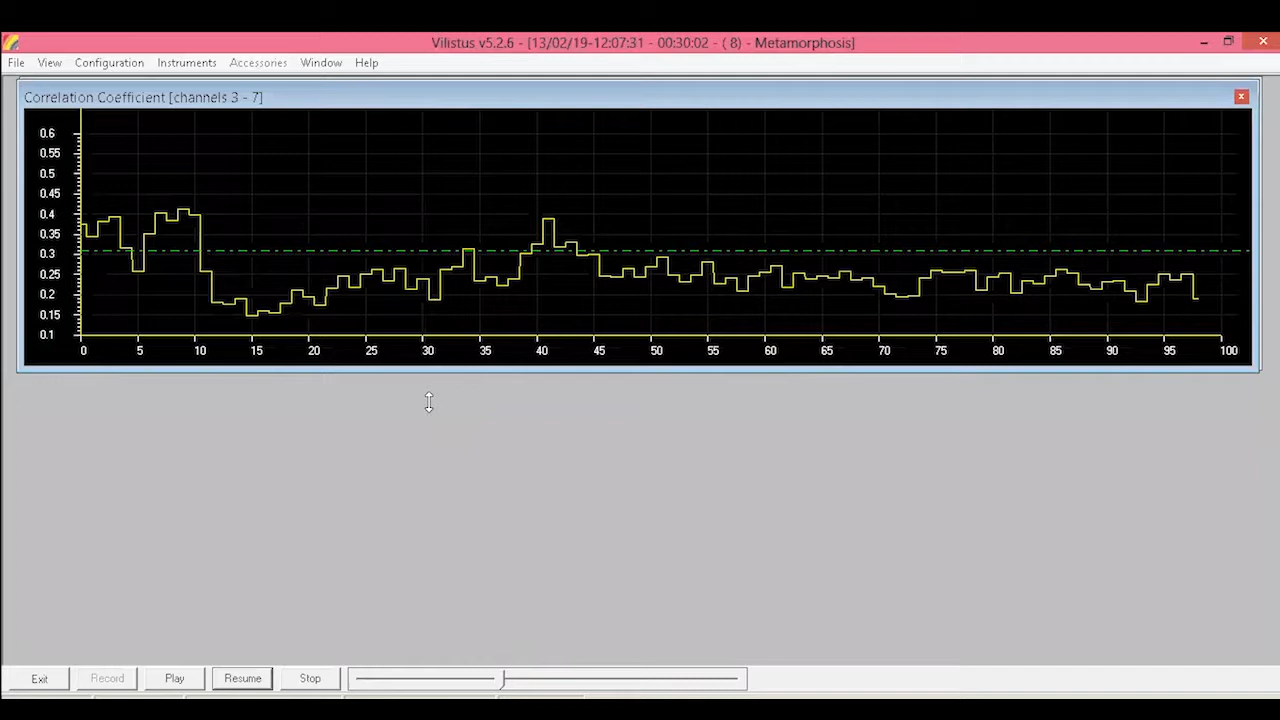 Vilistus v5.2.6 - [13/02/19-12:07:31 - 00:30:02 - ( 8) - Metamorphosis]
File View Configuration Instruments Accessories Window Help
Correlation Coefficient [channels 3 - 7]
0.6
0.55
0.5
0.45
0.4
0.35
0.3
0.25
0.2
0.15
0.1
0 5 10 15 20 25 30 35 40 45 50 55 60 65 70 75 80 85 90 95 100
Exit Record Play Resume Stop